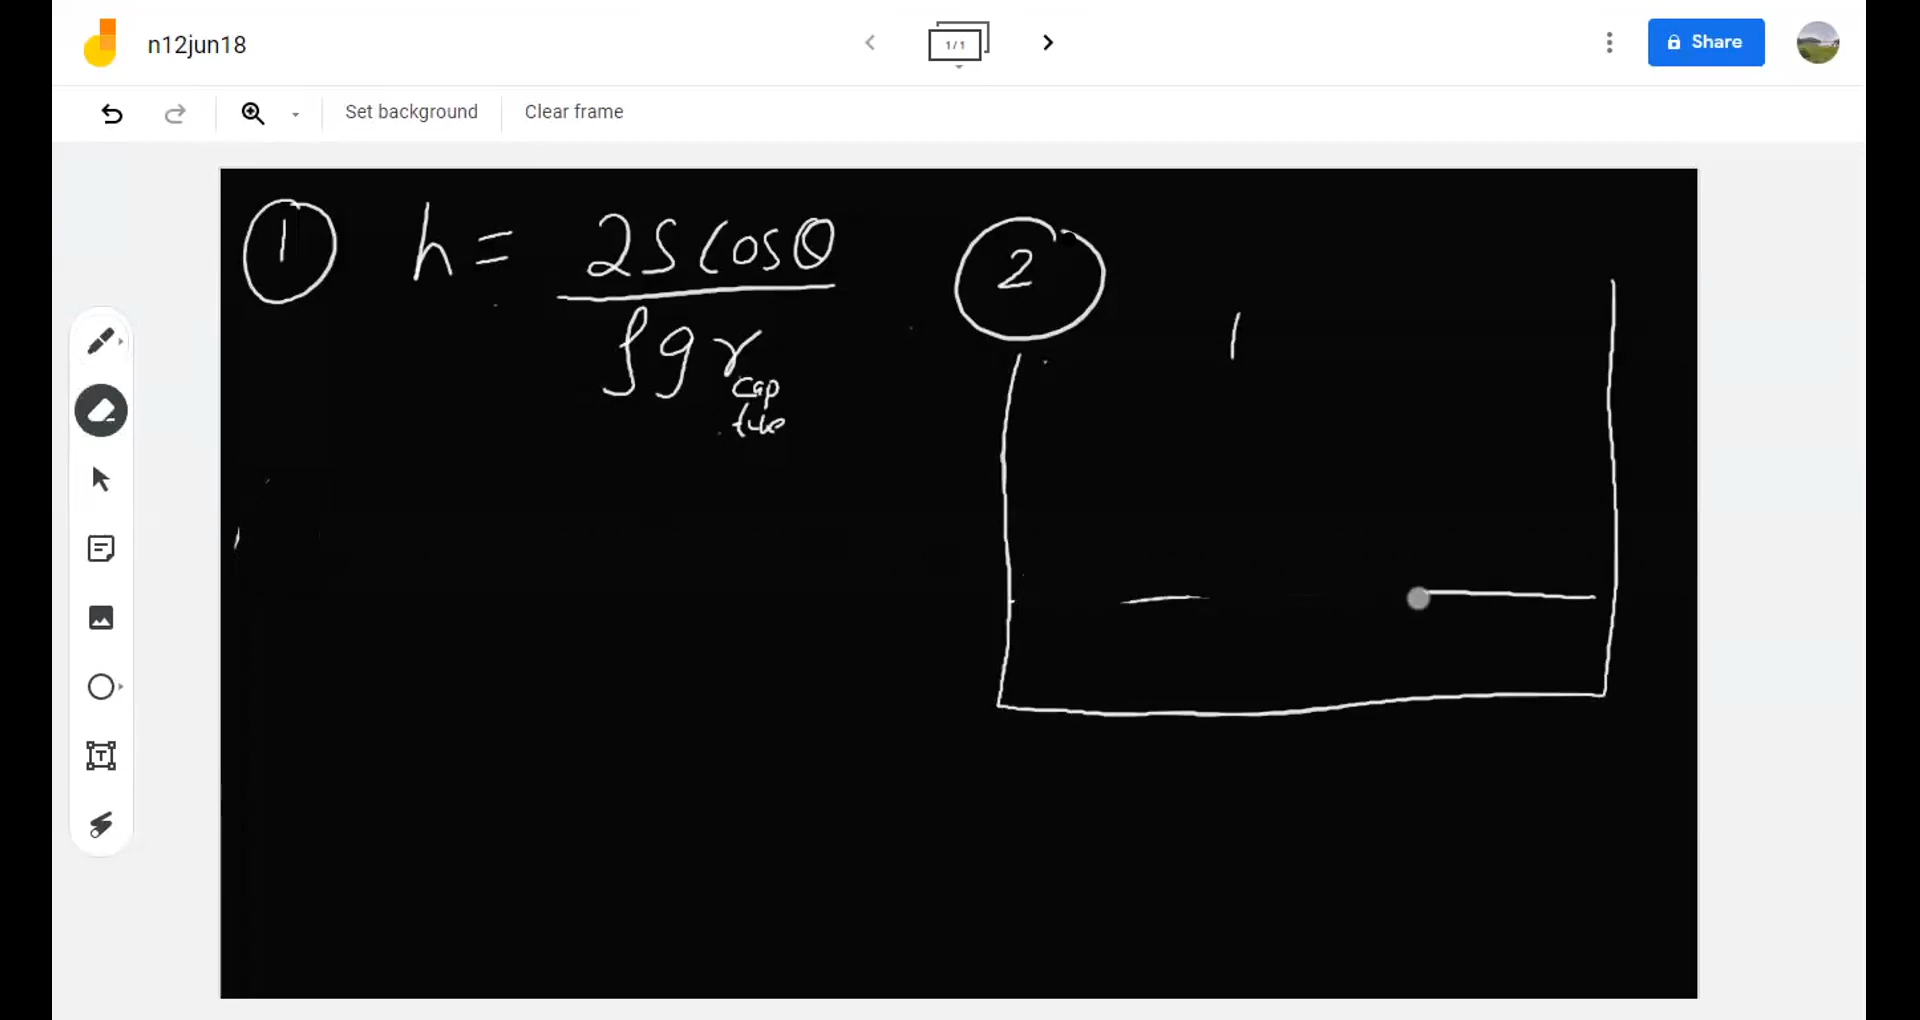 n12jun18
1/1
Share
Set background
Clear frame
1
h = 2S cosθ
ρ g r
cap
tube
2